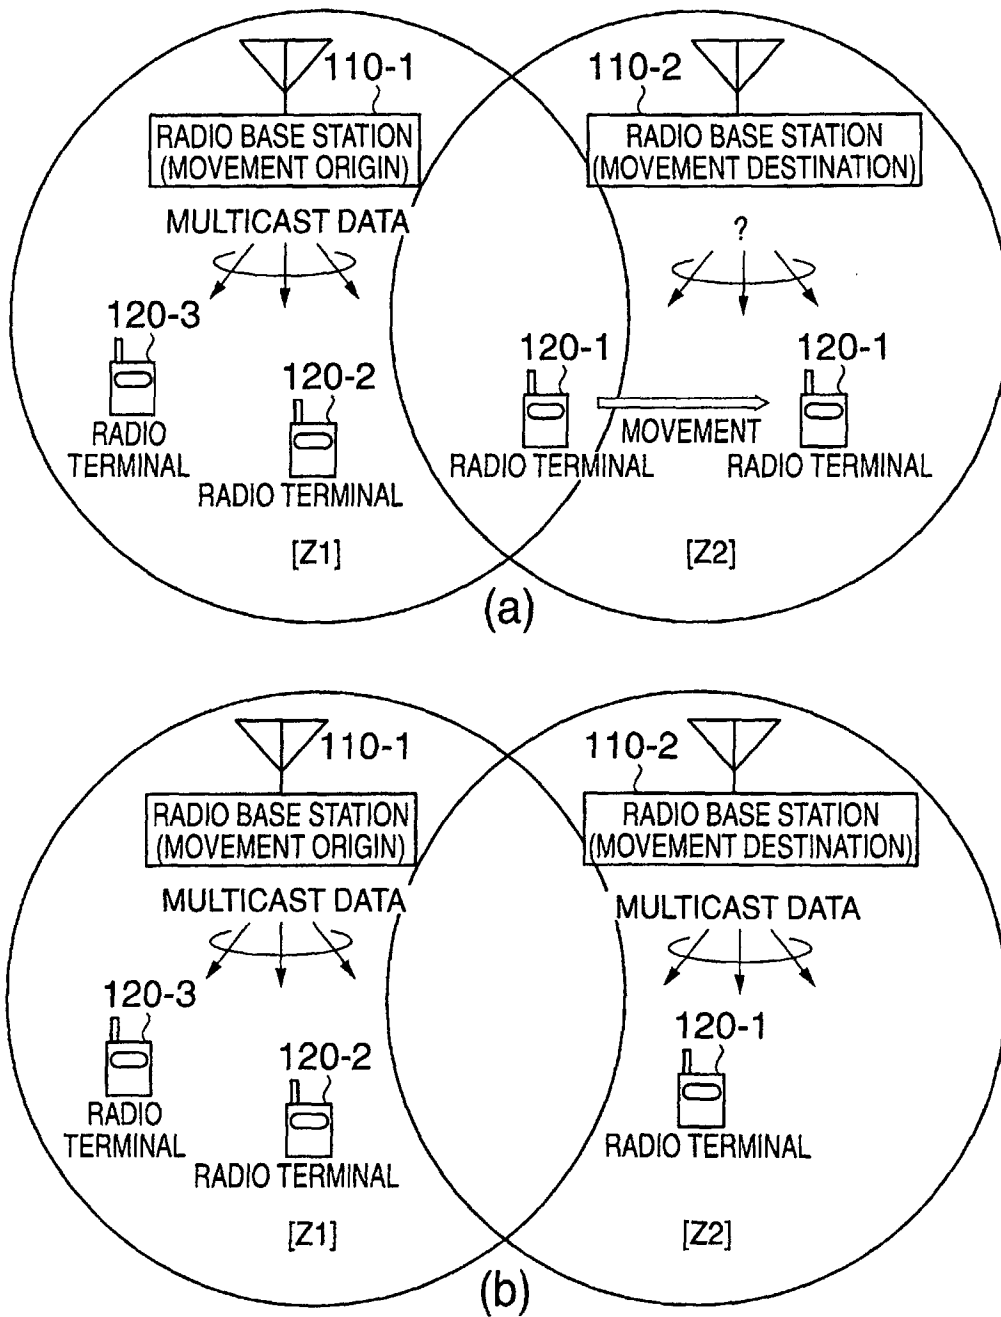 110-1
110-2
RADIO BASE STATION
(MOVEMENT ORIGIN)
RADIO BASE STATION
(MOVEMENT DESTINATION)
MULTICAST DATA
?
120-3
120-2
120-1
120-1
RADIO
TERMINAL
MOVEMENT
RADIO TERMINAL
RADIO TERMINAL
RADIO TERMINAL
[Z1]
[Z2]
(a)
110-1
110-2
RADIO BASE STATION
(MOVEMENT ORIGIN)
RADIO BASE STATION
(MOVEMENT DESTINATION)
MULTICAST DATA
MULTICAST DATA
120-3
120-2
120-1
RADIO
TERMINAL
RADIO TERMINAL
RADIO TERMINAL
[Z1]
[Z2]
(b)